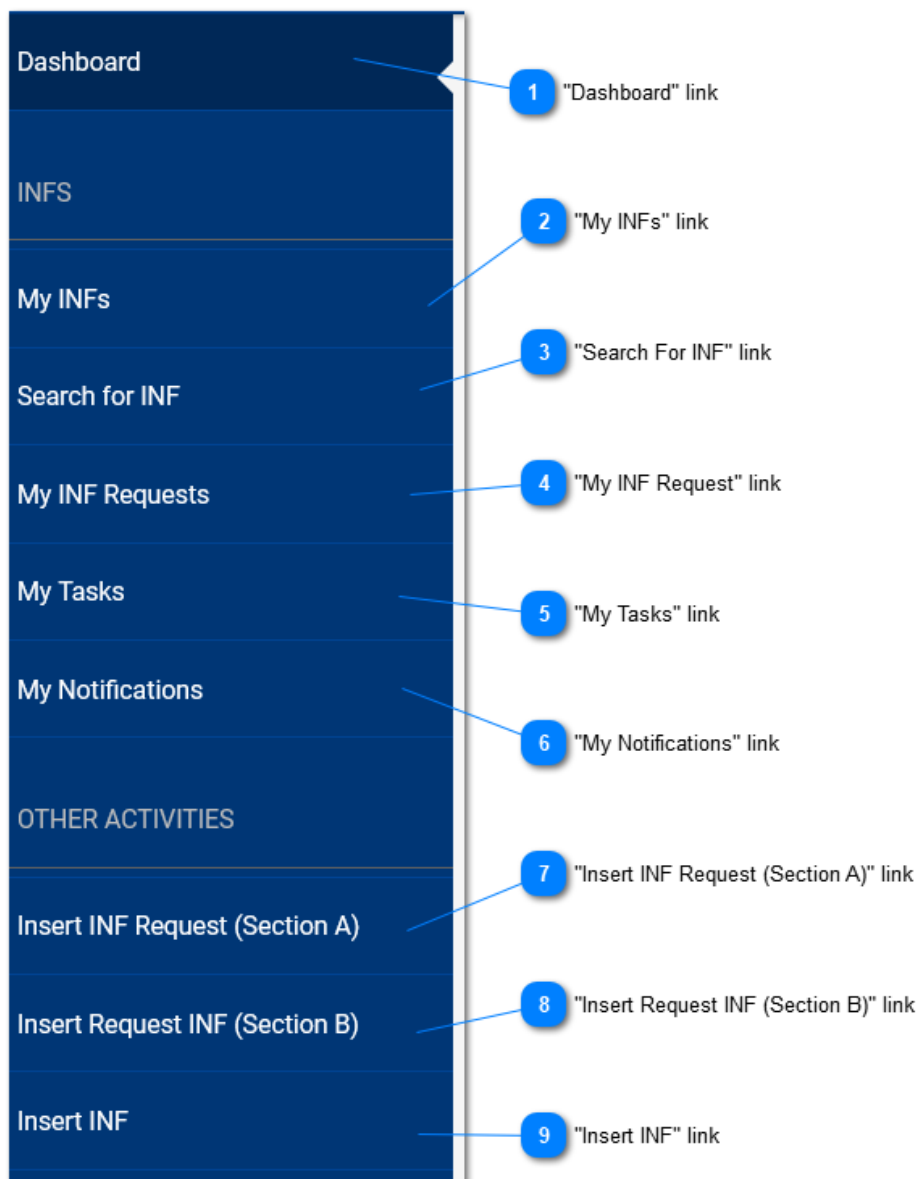 Dashboard
1 "Dashboard" link
INFS
2 "My INFs" link
My INFs
3 "Search For INF" link
Search for INF
4 "My INF Request" link
My INF Requests
My Tasks
5 "My Tasks" link
My Notifications
6 "My Notifications" link
OTHER ACTIVITIES
7 "Insert INF Request (Section A)" link
Insert INF Request (Section A)
8 "Insert Request INF (Section B)" link
Insert Request INF (Section B)
Insert INF
9 "Insert INF" link